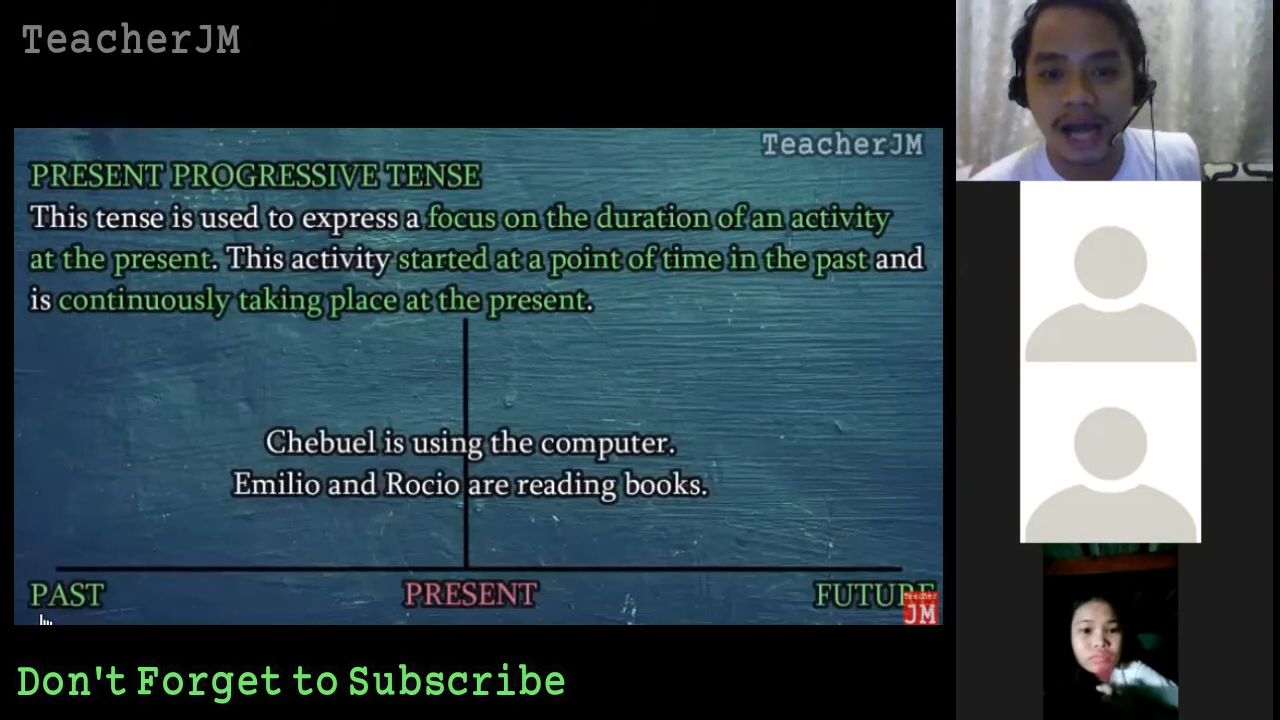 TeacherJM
TeacherJM
PRESENT PROGRESSIVE TENSE
This tense is used to express a focus on the duration of an activity
at the present. This activity started at a point of time in the past and
is continuously taking place at the present.
Chebuel is using the computer.
Emilio and Rocio are reading books.
PAST PRESENT FUTURE
Teacher
JM
Don't Forget to Subscribe